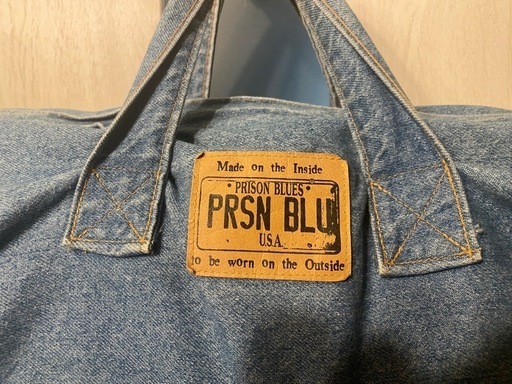 Made on the Inside
PRISON BLUES
PRSN BLU
U.S.A.
to be worn on the Outside